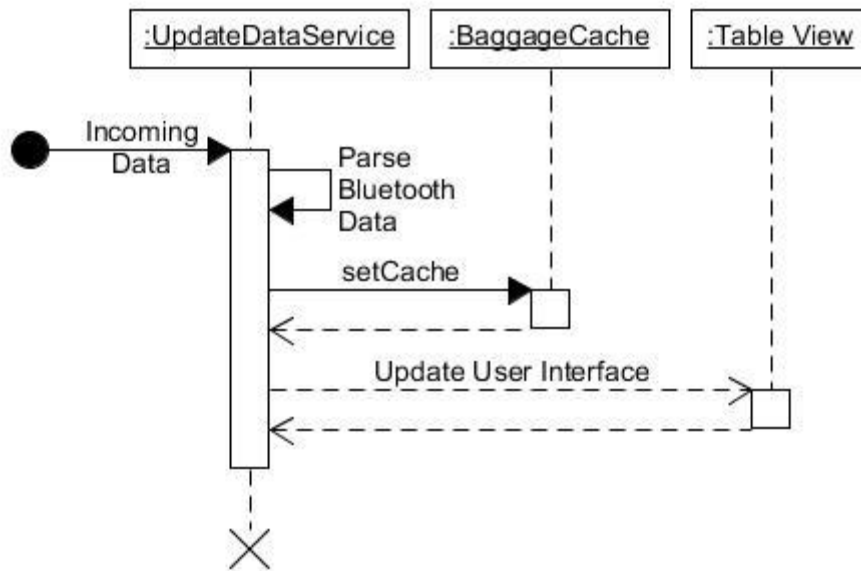 :UpdateDataService
:BaggageCache
:Table View
Incoming
Data
Parse
Bluetooth
Data
setCache
Update User Interface